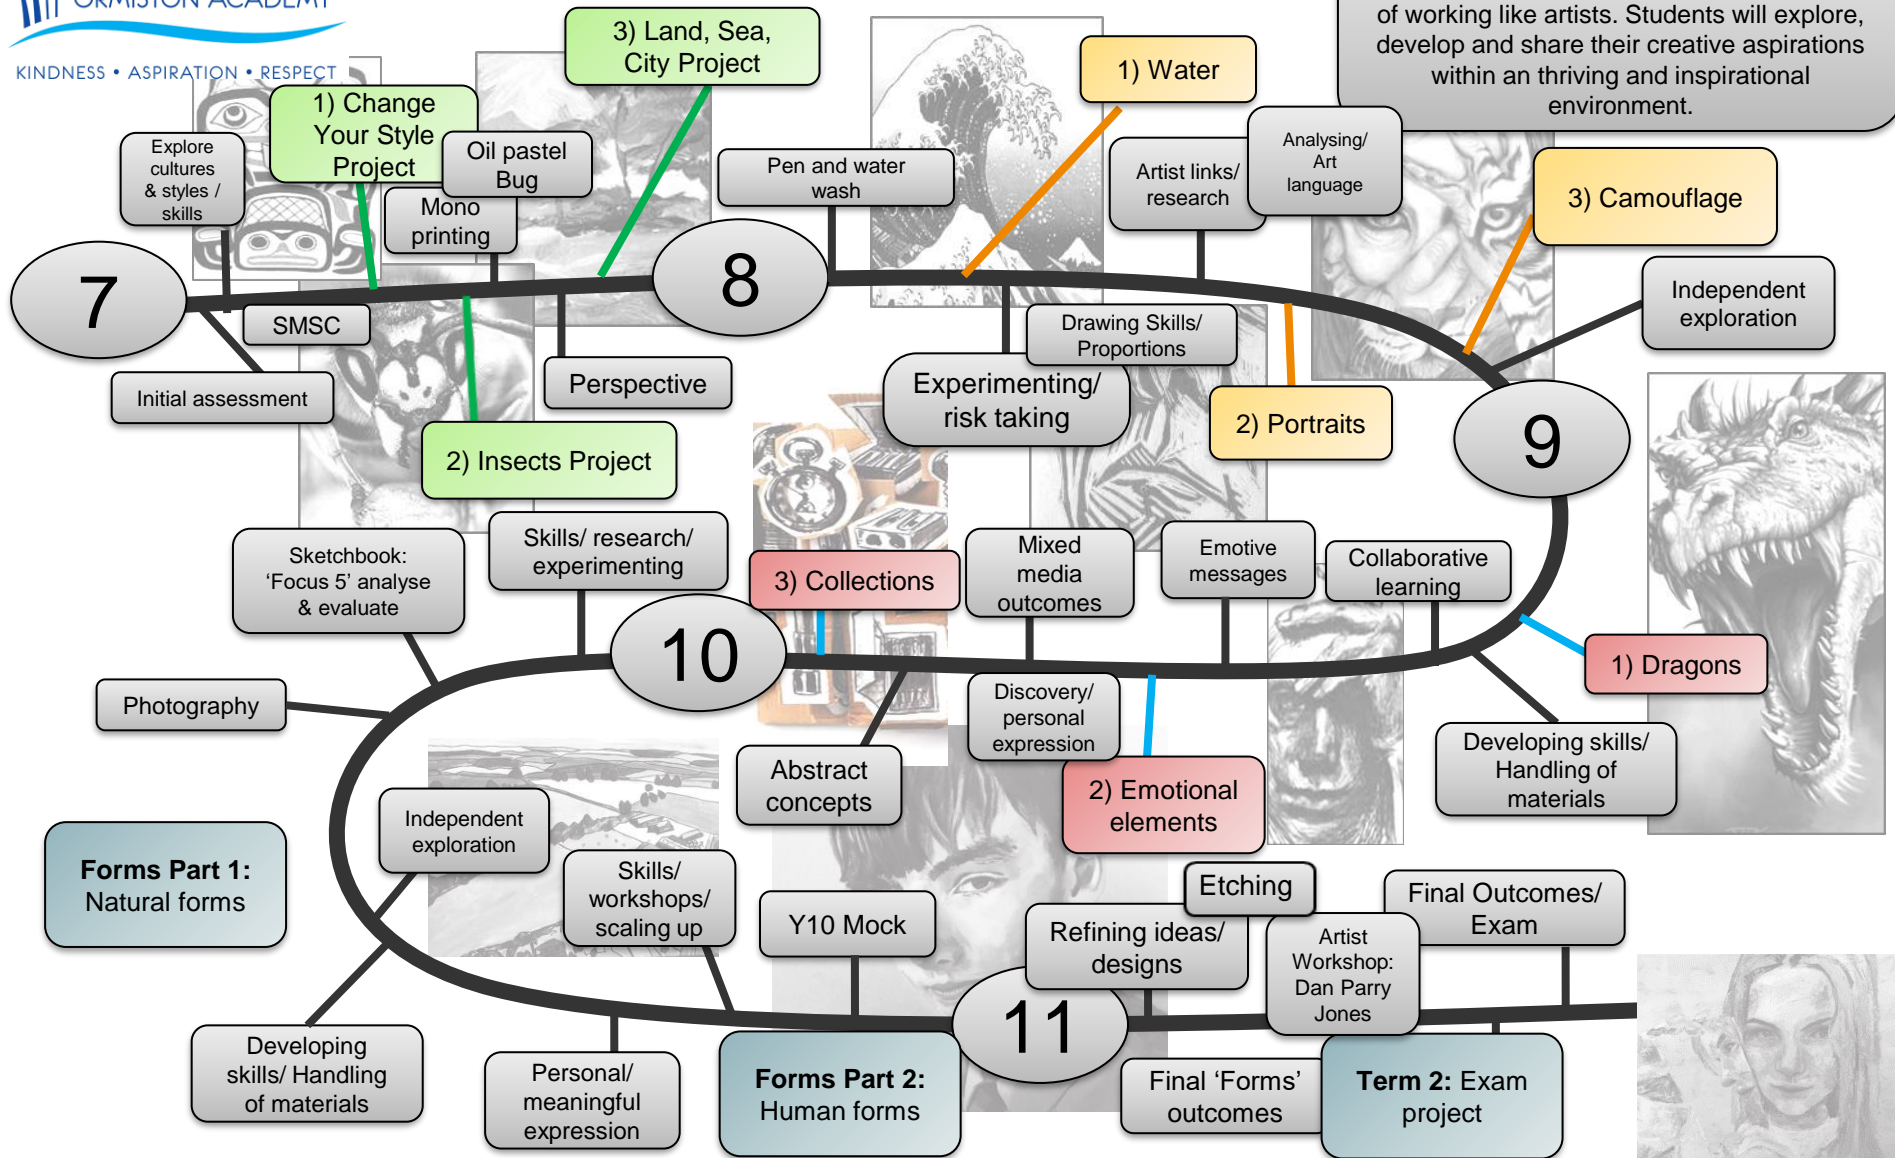 ORMISTON ACADEMY
KINDNESS • ASPIRATION • RESPECT
of working like artists. Students will explore,
develop and share their creative aspirations
within an thriving and inspirational
environment.
3) Land, Sea,
City Project
1) Water
1) Change
Your Style
Project
Explore
cultures
& styles /
skills
Oil pastel
Bug
Mono
printing
Pen and water
wash
Artist links/
research
Analysing/
Art
language
3) Camouflage
7
8
SMSC
Initial assessment
Perspective
2) Insects Project
Drawing Skills/
Proportions
Experimenting/
risk taking
2) Portraits
Independent
exploration
9
Sketchbook:
‘Focus 5’ analyse
& evaluate
Skills/ research/
experimenting
3) Collections
Mixed
media
outcomes
Emotive
messages
Collaborative
learning
10
1) Dragons
Photography
Abstract
concepts
Discovery/
personal
expression
2) Emotional
elements
Developing skills/
Handling of
materials
Forms Part 1:
Natural forms
Independent
exploration
Skills/
workshops/
scaling up
Y10 Mock
Refining ideas/
designs
Etching
Artist
Workshop:
Dan Parry
Jones
Final Outcomes/
Exam
11
Developing
skills/ Handling
of materials
Personal/
meaningful
expression
Forms Part 2:
Human forms
Final ‘Forms’
outcomes
Term 2: Exam
project